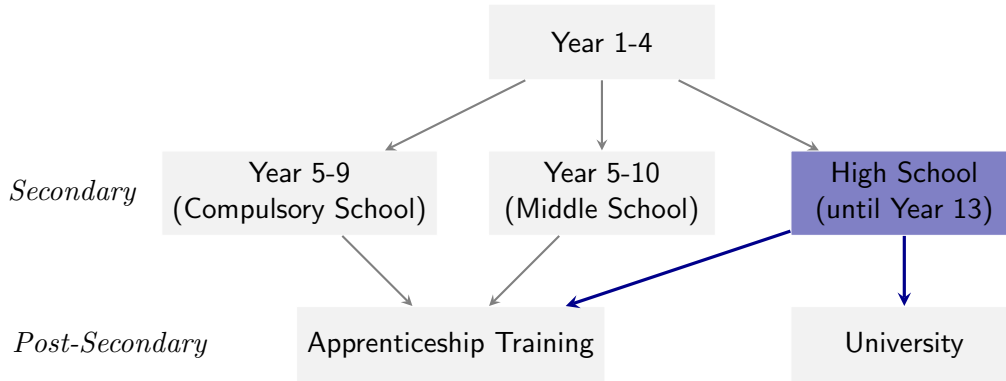 Year 1-4
Secondary
Year 5-9
(Compulsory School)
Year 5-10
(Middle School)
High School
(until Year 13)
Post-Secondary
Apprenticeship Training
University